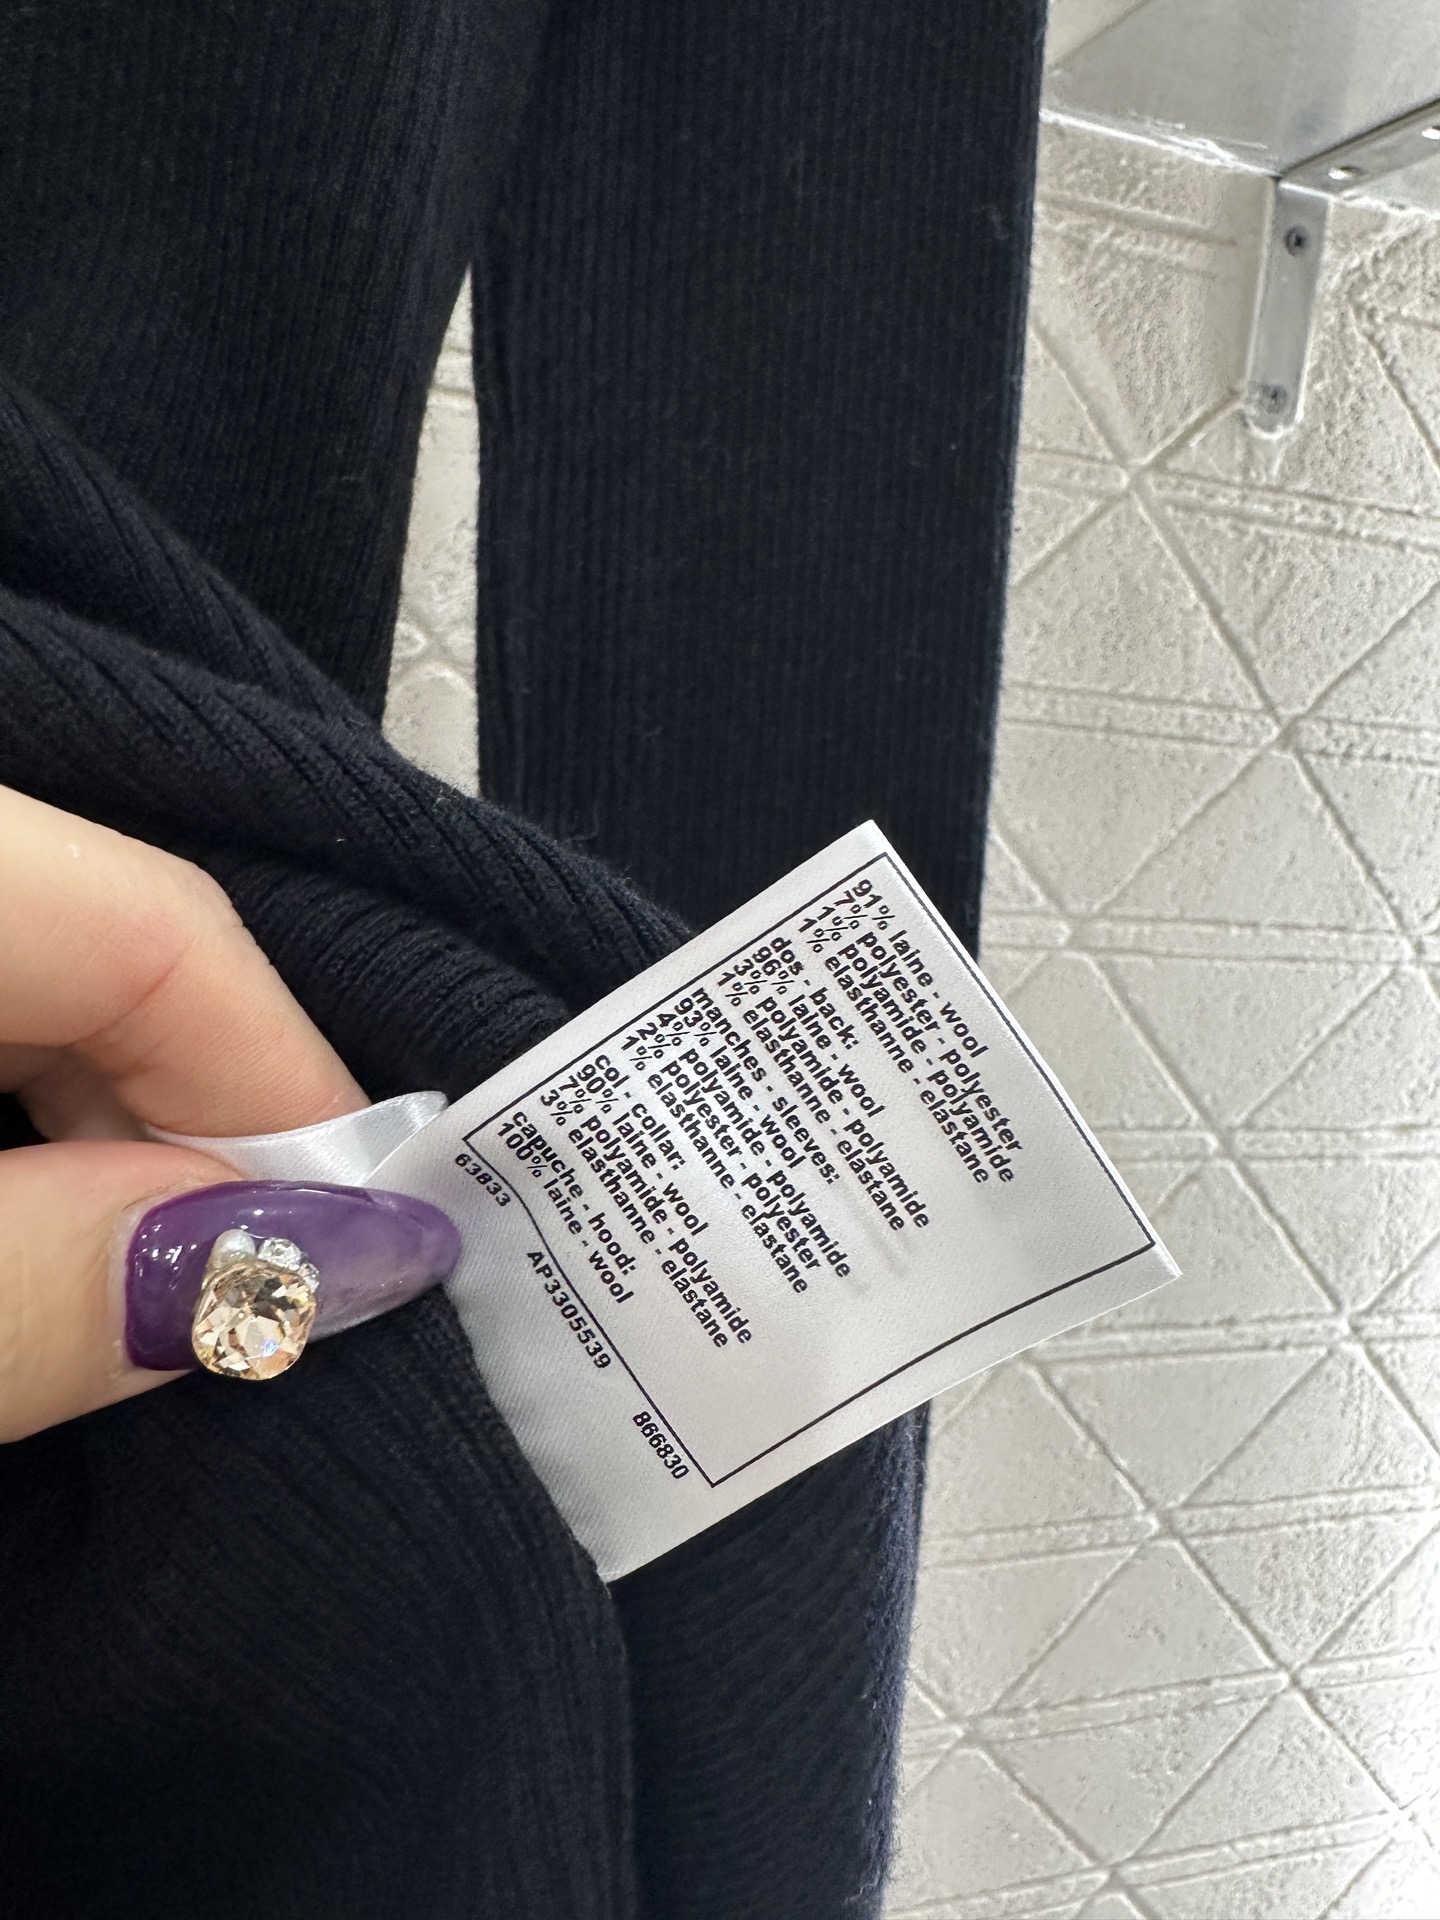 91% laine - wool
7% polyester - polyester
1% polyamide - polyamide
1% elasthanne - elastane
dos - back:
96% laine - wool
3% polyamide - polyamide
1% elasthanne - elastane
manches - sleeves:
93% laine - wool
4% polyamide - polyamide
2% polyester - polyester
1% elasthanne - elastane
col - collar:
90% laine - wool
7% polyamide - polyamide
3% elasthanne - elastane
capuche - hood:
100% laine - wool
63833 AP3305539 866830